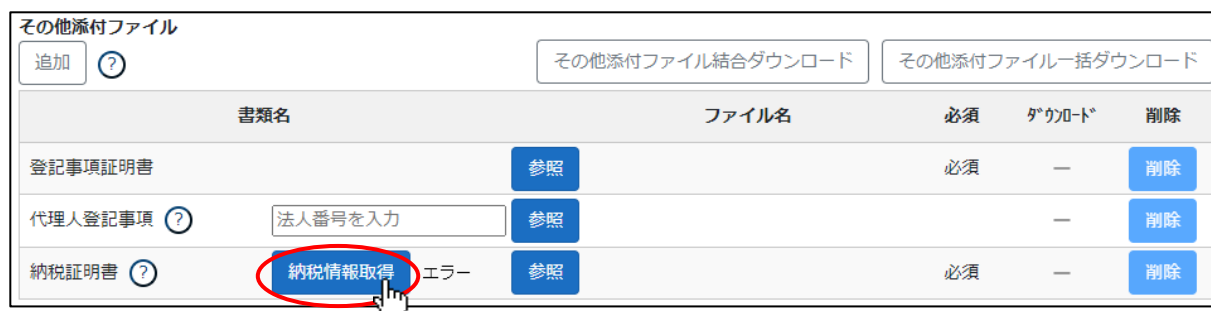 その他添付ファイル
追加 ? その他添付ファイル結合ダウンロード その他添付ファイル一括ダウンロード
書類名 ファイル名 必須 ﾀﾞｳﾝﾛｰﾄﾞ 削除
登記事項証明書 参照 必須 — 削除
代理人登記事項 ? 法人番号を入力 参照 — 削除
納税証明書 ? 納税情報取得 エラー 参照 必須 — 削除